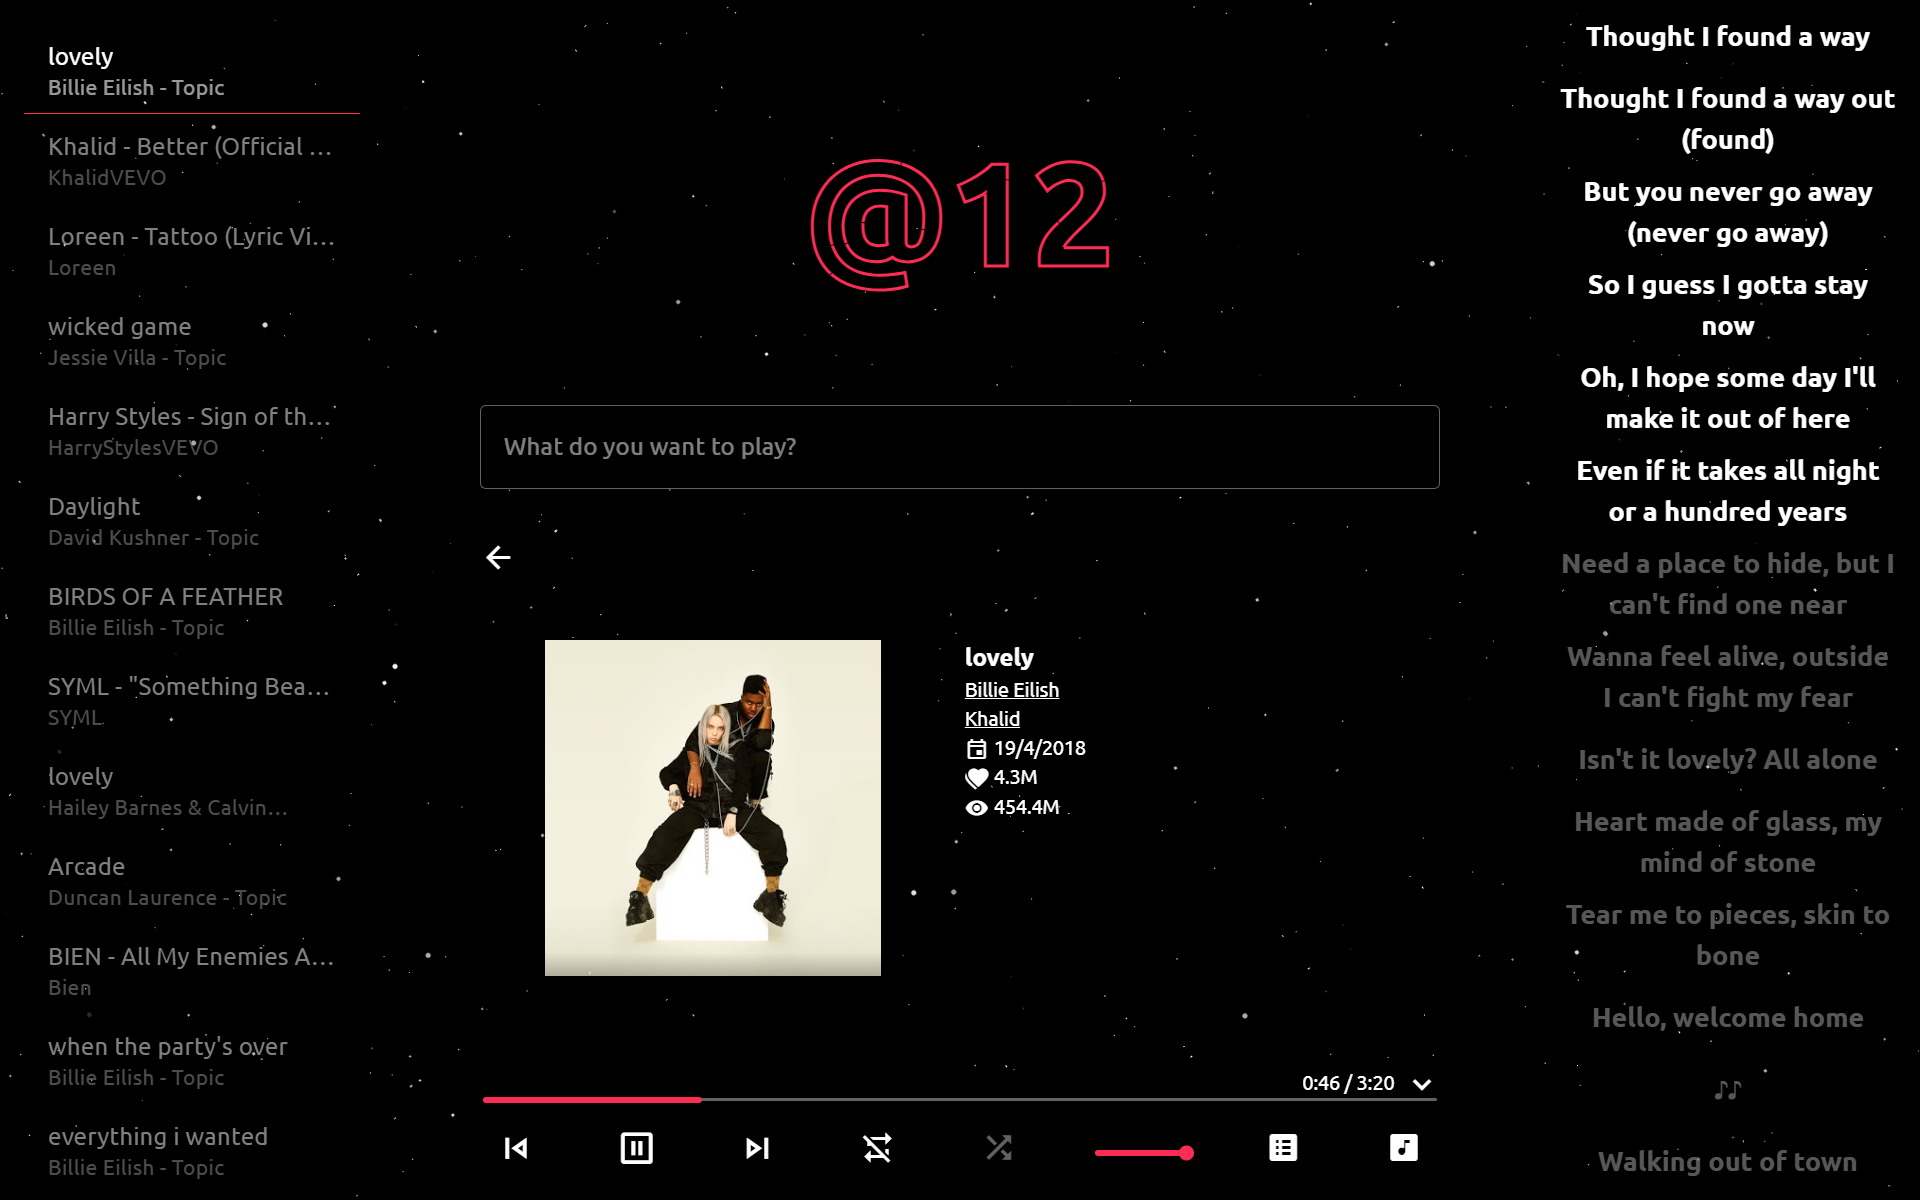 lovely
Billie Eilish - Topic
Khalid - Better (Official ...
KhalidVEVO
Loreen - Tattoo (Lyric Vi...
Loreen
wicked game
Jessie Villa - Topic
Harry Styles - Sign of th...
HarryStylesVEVO
Daylight
David Kushner - Topic
BIRDS OF A FEATHER
Billie Eilish - Topic
SYML - "Something Bea...
SYML
lovely
Hailey Barnes & Calvin...
Arcade
Duncan Laurence - Topic
BIEN - All My Enemies A...
Bien
when the party's over
Billie Eilish - Topic
everything i wanted
Billie Eilish - Topic
@12
What do you want to play?
lovely
Billie Eilish
Khalid
19/4/2018
4.3M
454.4M
0:46 / 3:20
Thought I found a way
Thought I found a way out
(found)
But you never go away
(never go away)
So I guess I gotta stay
now
Oh, I hope some day I'll
make it out of here
Even if it takes all night
or a hundred years
Need a place to hide, but I
can't find one near
Wanna feel alive, outside
I can't fight my fear
Isn't it lovely? All alone
Heart made of glass, my
mind of stone
Tear me to pieces, skin to
bone
Hello, welcome home
♪♪
Walking out of town